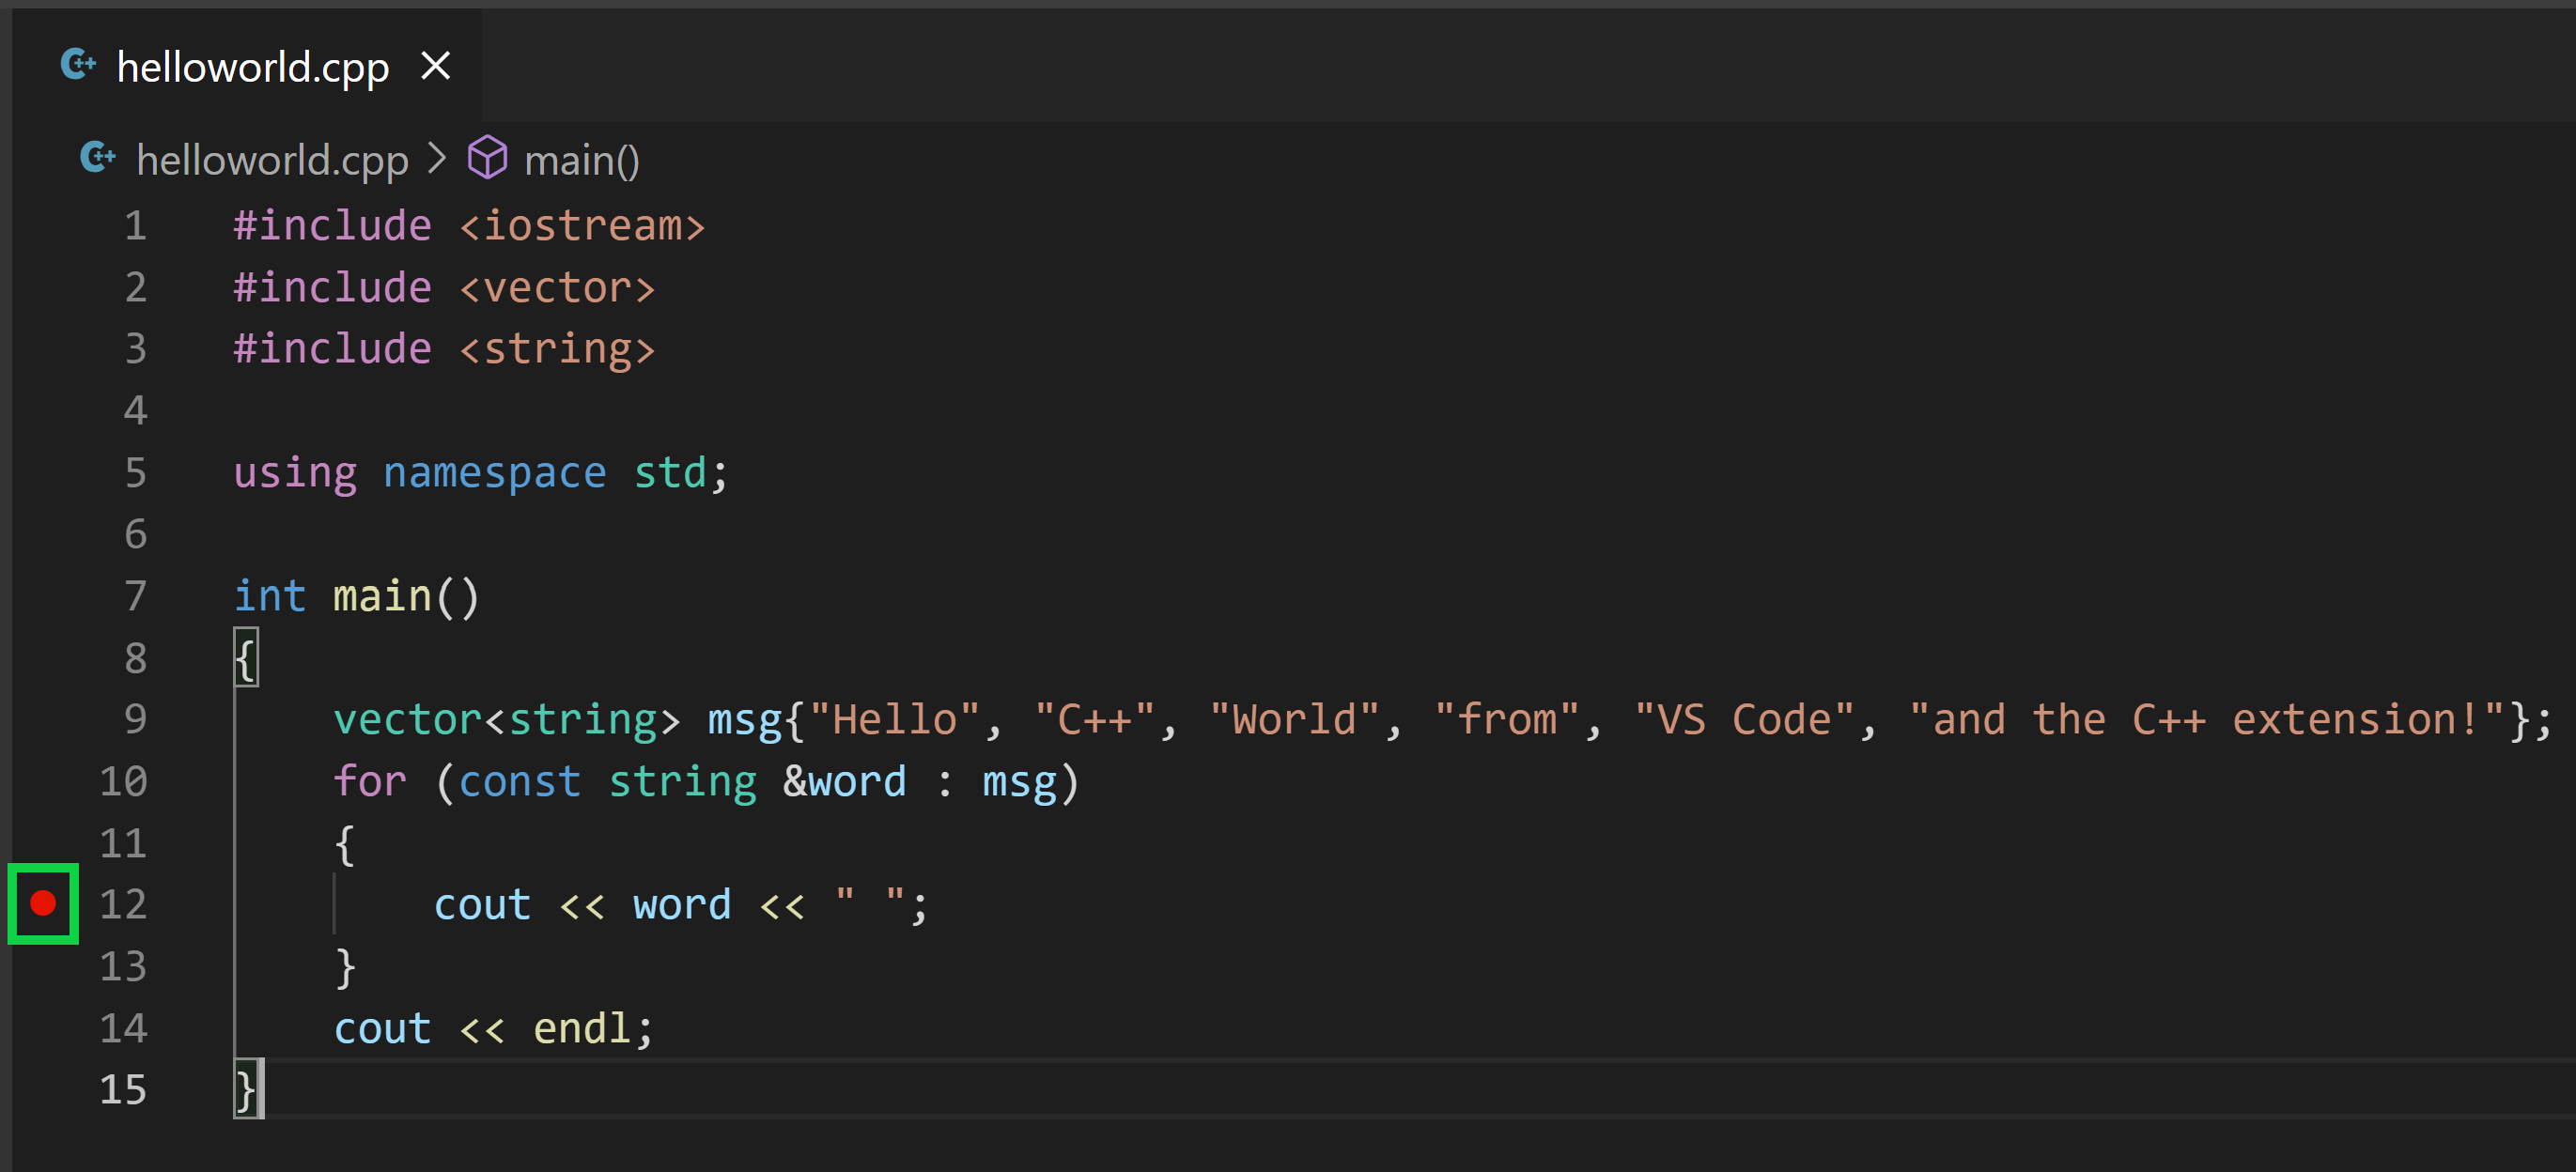 C++ helloworld.cpp ×
C++ helloworld.cpp > main()
1 #include <iostream>
2 #include <vector>
3 #include <string>
4
5 using namespace std;
6
7 int main()
8 {
9 vector<string> msg{"Hello", "C++", "World", "from", "VS Code", "and the C++ extension!"};
10 for (const string &word : msg)
11 {
12 cout << word << " ";
13 }
14 cout << endl;
15 }